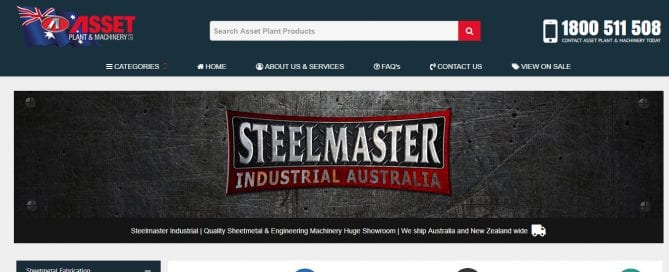 ASSET
PLANT & MACHINERY
Search Asset Plant Products
1800 511 508
CONTACT ASSET PLANT & MACHINERY TODAY
CATEGORIES
HOME
ABOUT US & SERVICES
FAQ's
CONTACT US
VIEW ON SALE
STEELMASTER
INDUSTRIAL AUSTRALIA
Steelmaster Industrial | Quality Sheetmetal & Engineering Machinery Huge Showroom | We ship Australia and New Zealand wide
Sheetmetal Fabrication